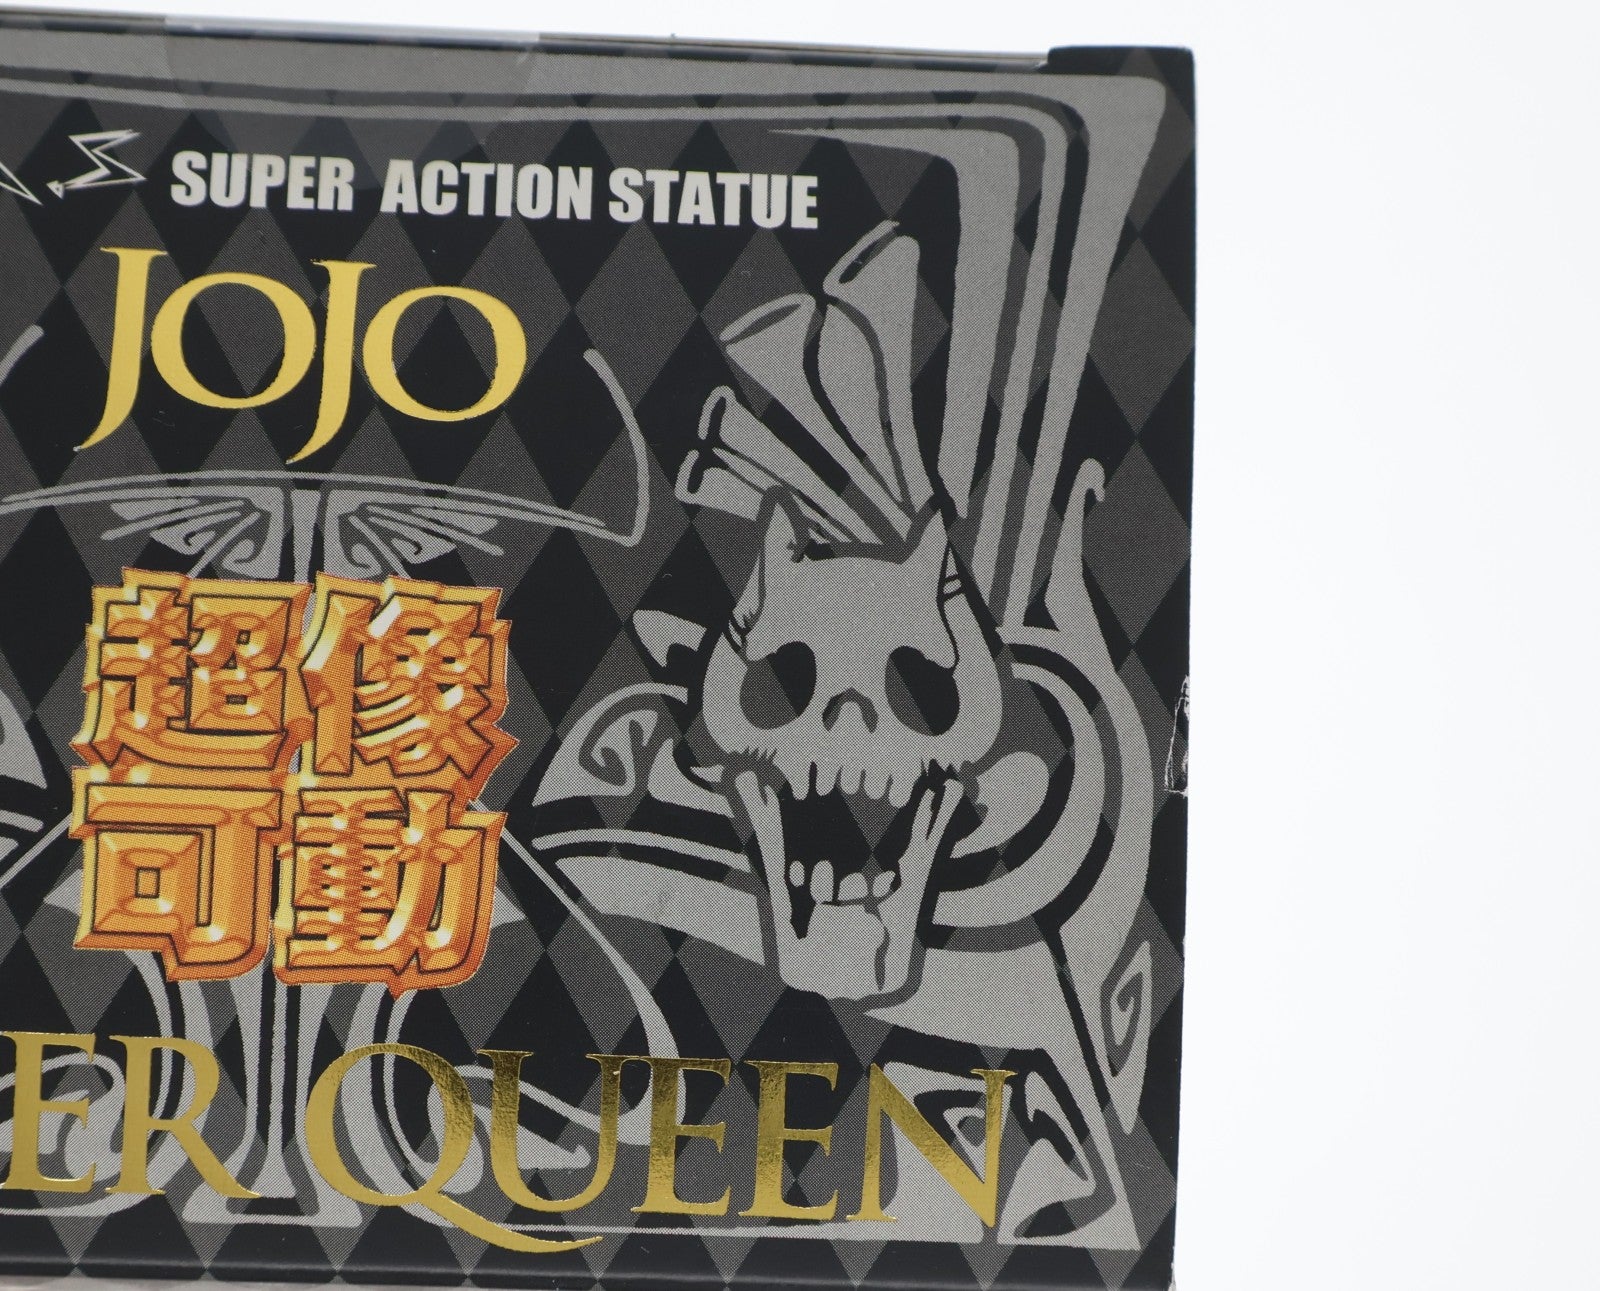 SUPER ACTION STATUE
JOJO
超像
可動
ER QUEEN